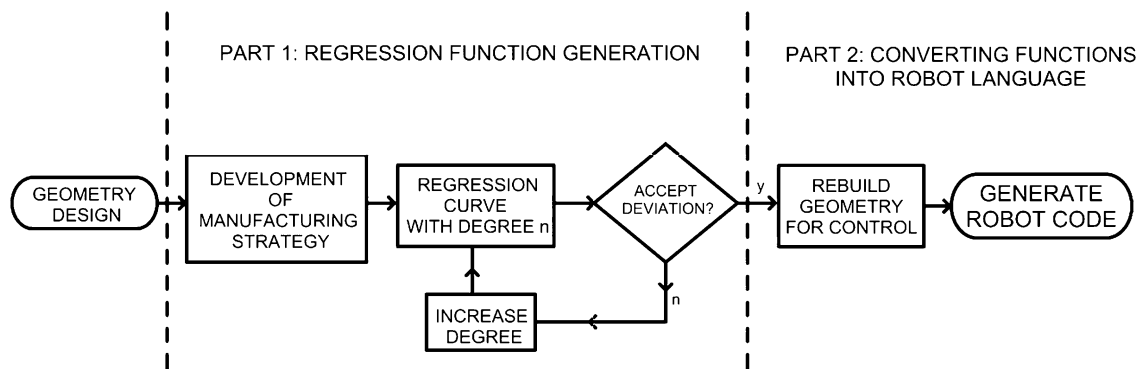 PART 1: REGRESSION FUNCTION GENERATION
PART 2: CONVERTING FUNCTIONS
INTO ROBOT LANGUAGE
GEOMETRY
DESIGN
DEVELOPMENT
OF
MANUFACTURING
STRATEGY
REGRESSION
CURVE
WITH DEGREE n
ACCEPT
DEVIATION?
y
n
INCREASE
DEGREE
REBUILD
GEOMETRY
FOR CONTROL
GENERATE
ROBOT CODE